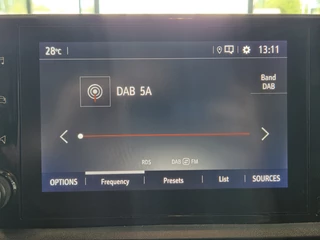 28°C 13:11
Band
DAB
DAB 5A
RDS DAB FM
OPTIONS Frequency Presets List SOURCES